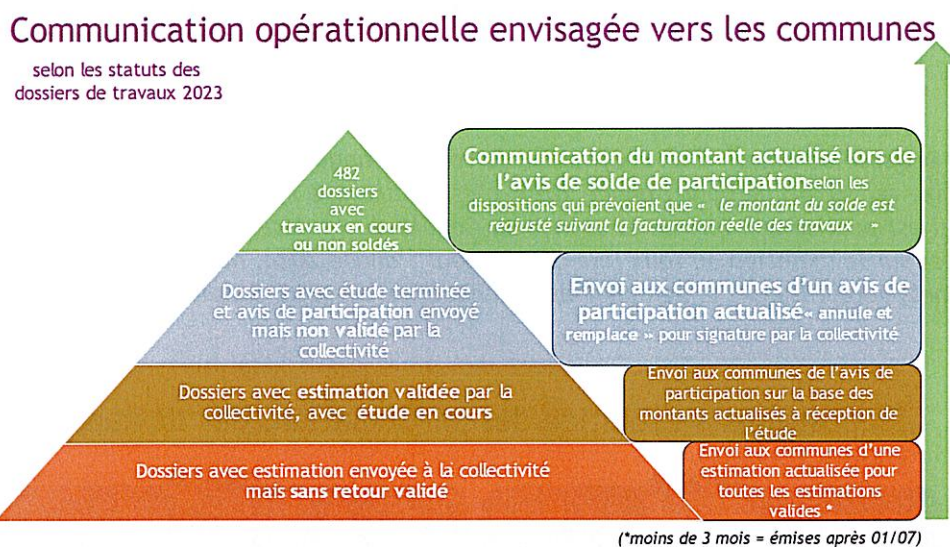 Communication opérationnelle envisagée vers les communes
selon les statuts des
dossiers de travaux 2023
482
dossiers
avec
travaux en cours
ou non soldés
Communication du montant actualisé lors de
l'avis de solde de participation selon les
dispositions qui prévoient que « le montant du solde est
réajusté suivant la facturation réelle des travaux »
Dossiers avec étude terminée
et avis de participation envoyé
mais non validé par la
collectivité
Envoi aux communes d'un avis de
participation actualisé « annule et
remplace » pour signature par la collectivité
Dossiers avec estimation validée par la
collectivité, avec étude en cours
Envoi aux communes de l'avis de
participation sur la base des
montants actualisés à réception de
l'étude
Dossiers avec estimation envoyée à la collectivité
mais sans retour validé
Envoi aux communes d'une
estimation actualisée pour
toutes les estimations
valides *
(*moins de 3 mois = émises après 01/07)